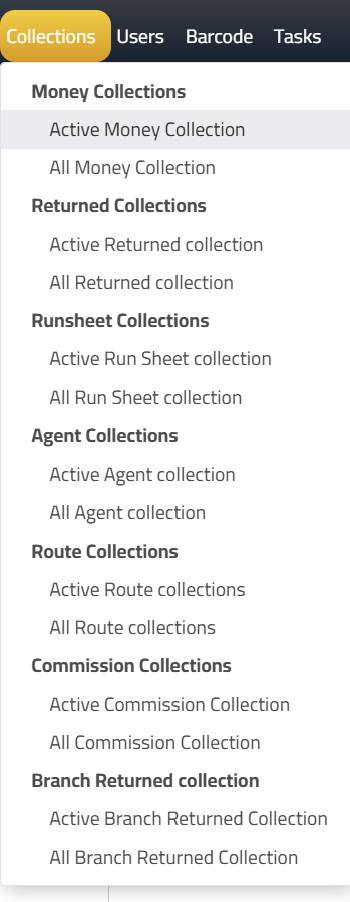 Collections Users Barcode Tasks
Money Collections
Active Money Collection
All Money Collection
Returned Collections
Active Returned collection
All Returned collection
Runsheet Collections
Active Run Sheet collection
All Run Sheet collection
Agent Collections
Active Agent collection
All Agent collection
Route Collections
Active Route collections
All Route collections
Commission Collections
Active Commission Collection
All Commission Collection
Branch Returned collection
Active Branch Returned Collection
All Branch Returned Collection